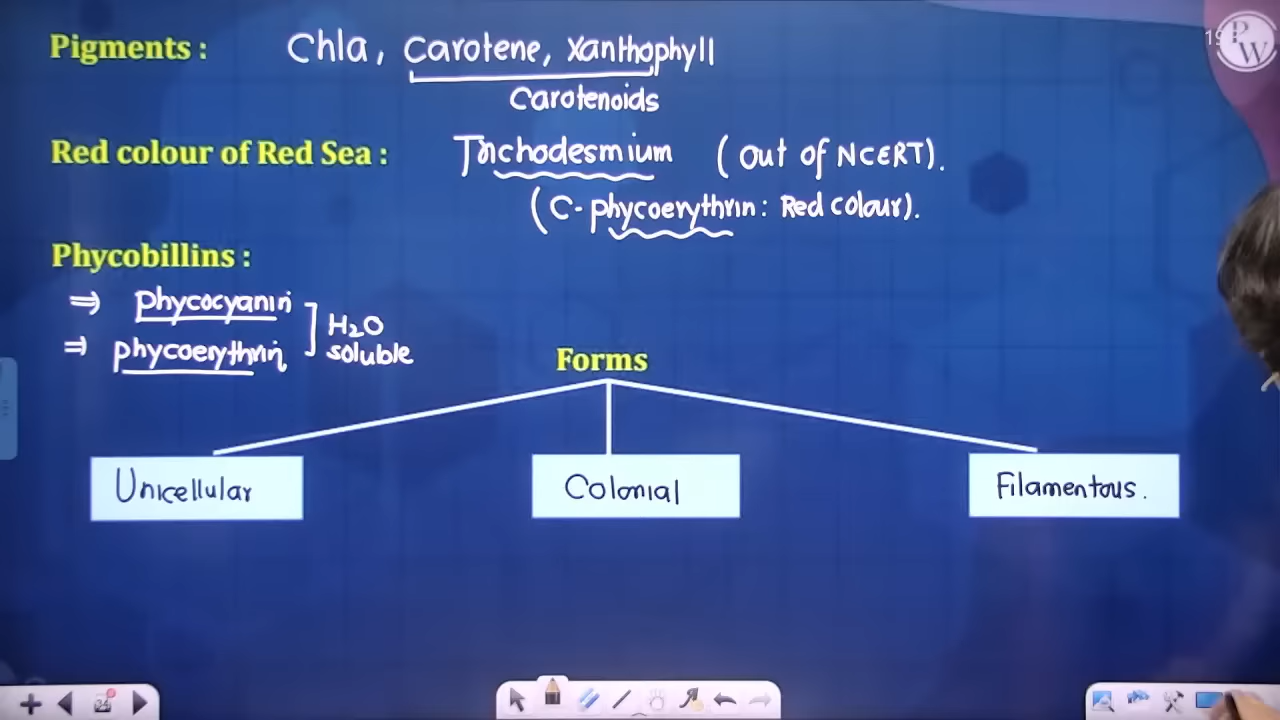 Pigments : Chla, Carotene, Xanthophyll
Carotenoids
Red colour of Red Sea : Trichodesmium (out of NCERT).
(C-phycoerythrin: Red colour).
Phycobillins :
⇒ phycocyanin
⇒ phycoerythrin
H₂O
soluble
Forms
Unicellular
Colonial
Filamentous.
PW